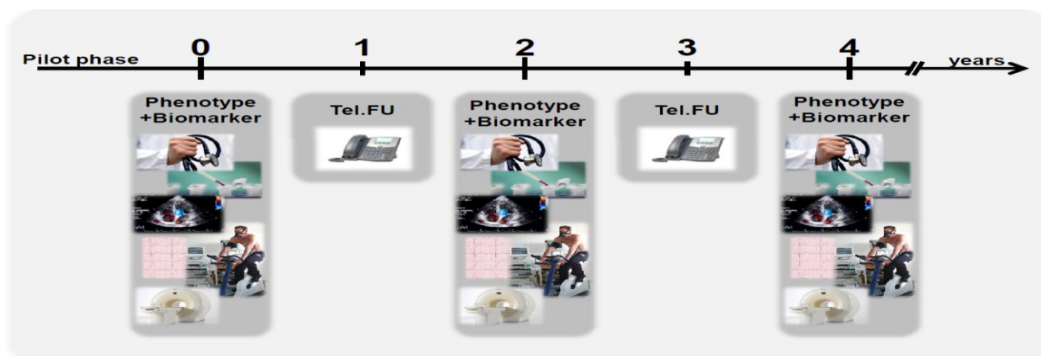 Pilot phase
0
1
2
3
4
years
Phenotype
+Biomarker
Tel.FU
Phenotype
+Biomarker
Tel.FU
Phenotype
+Biomarker